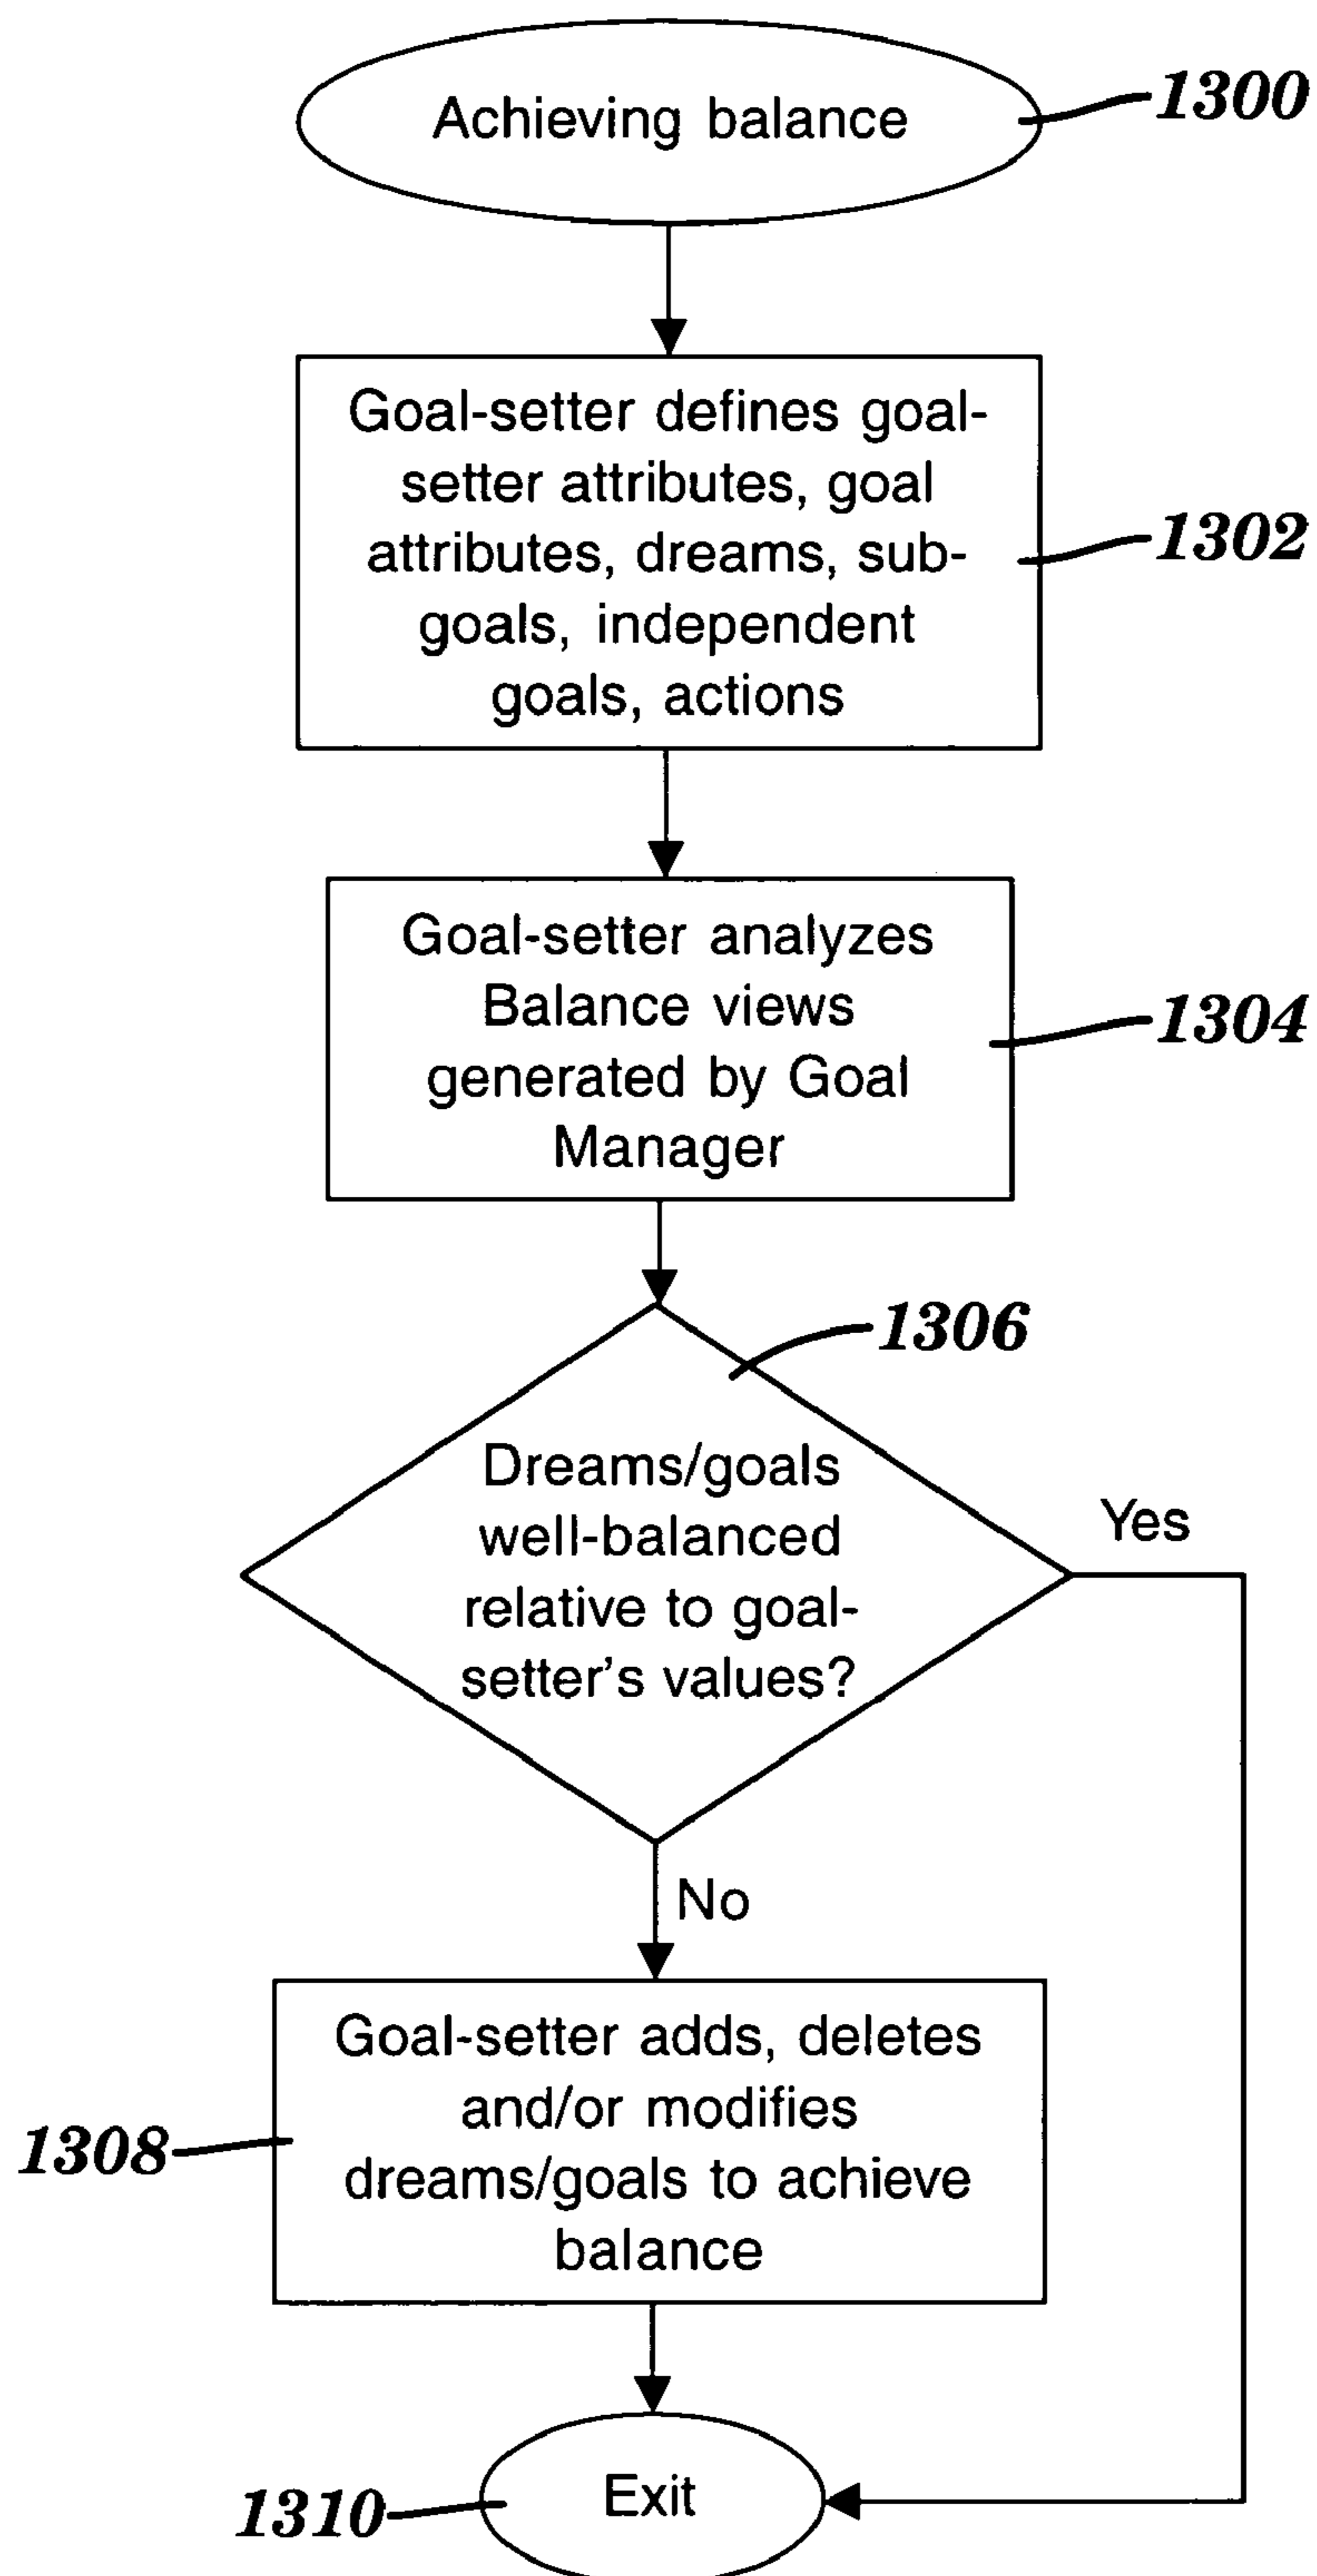 Achieving balance
1300
Goal-setter defines goal-
setter attributes, goal
attributes, dreams, sub-
goals, independent
goals, actions
1302
Goal-setter analyzes
Balance views
generated by Goal
Manager
1304
1306
Dreams/goals
well-balanced
relative to goal-
setter's values?
Yes
No
Goal-setter adds, deletes
and/or modifies
dreams/goals to achieve
balance
1308
Exit
1310